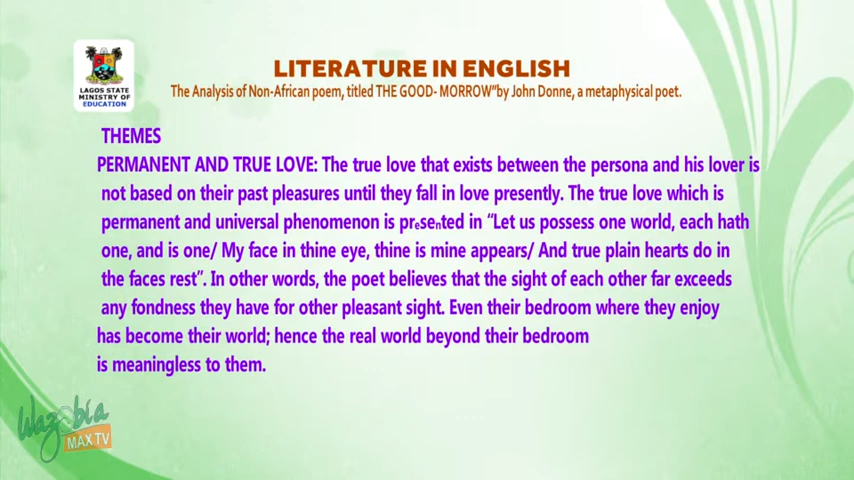 LAGOS STATE
MINISTRY OF
EDUCATION
LITERATURE IN ENGLISH
The Analysis of Non-African poem, titled THE GOOD- MORROW"by John Donne, a metaphysical poet.
THEMES
PERMANENT AND TRUE LOVE: The true love that exists between the persona and his lover is
not based on their past pleasures until they fall in love presently. The true love which is
permanent and universal phenomenon is presented in “Let us possess one world, each hath
one, and is one/ My face in thine eye, thine is mine appears/ And true plain hearts do in
the faces rest”. In other words, the poet believes that the sight of each other far exceeds
any fondness they have for other pleasant sight. Even their bedroom where they enjoy
has become their world; hence the real world beyond their bedroom
is meaningless to them.
Wazobia
MAX TV